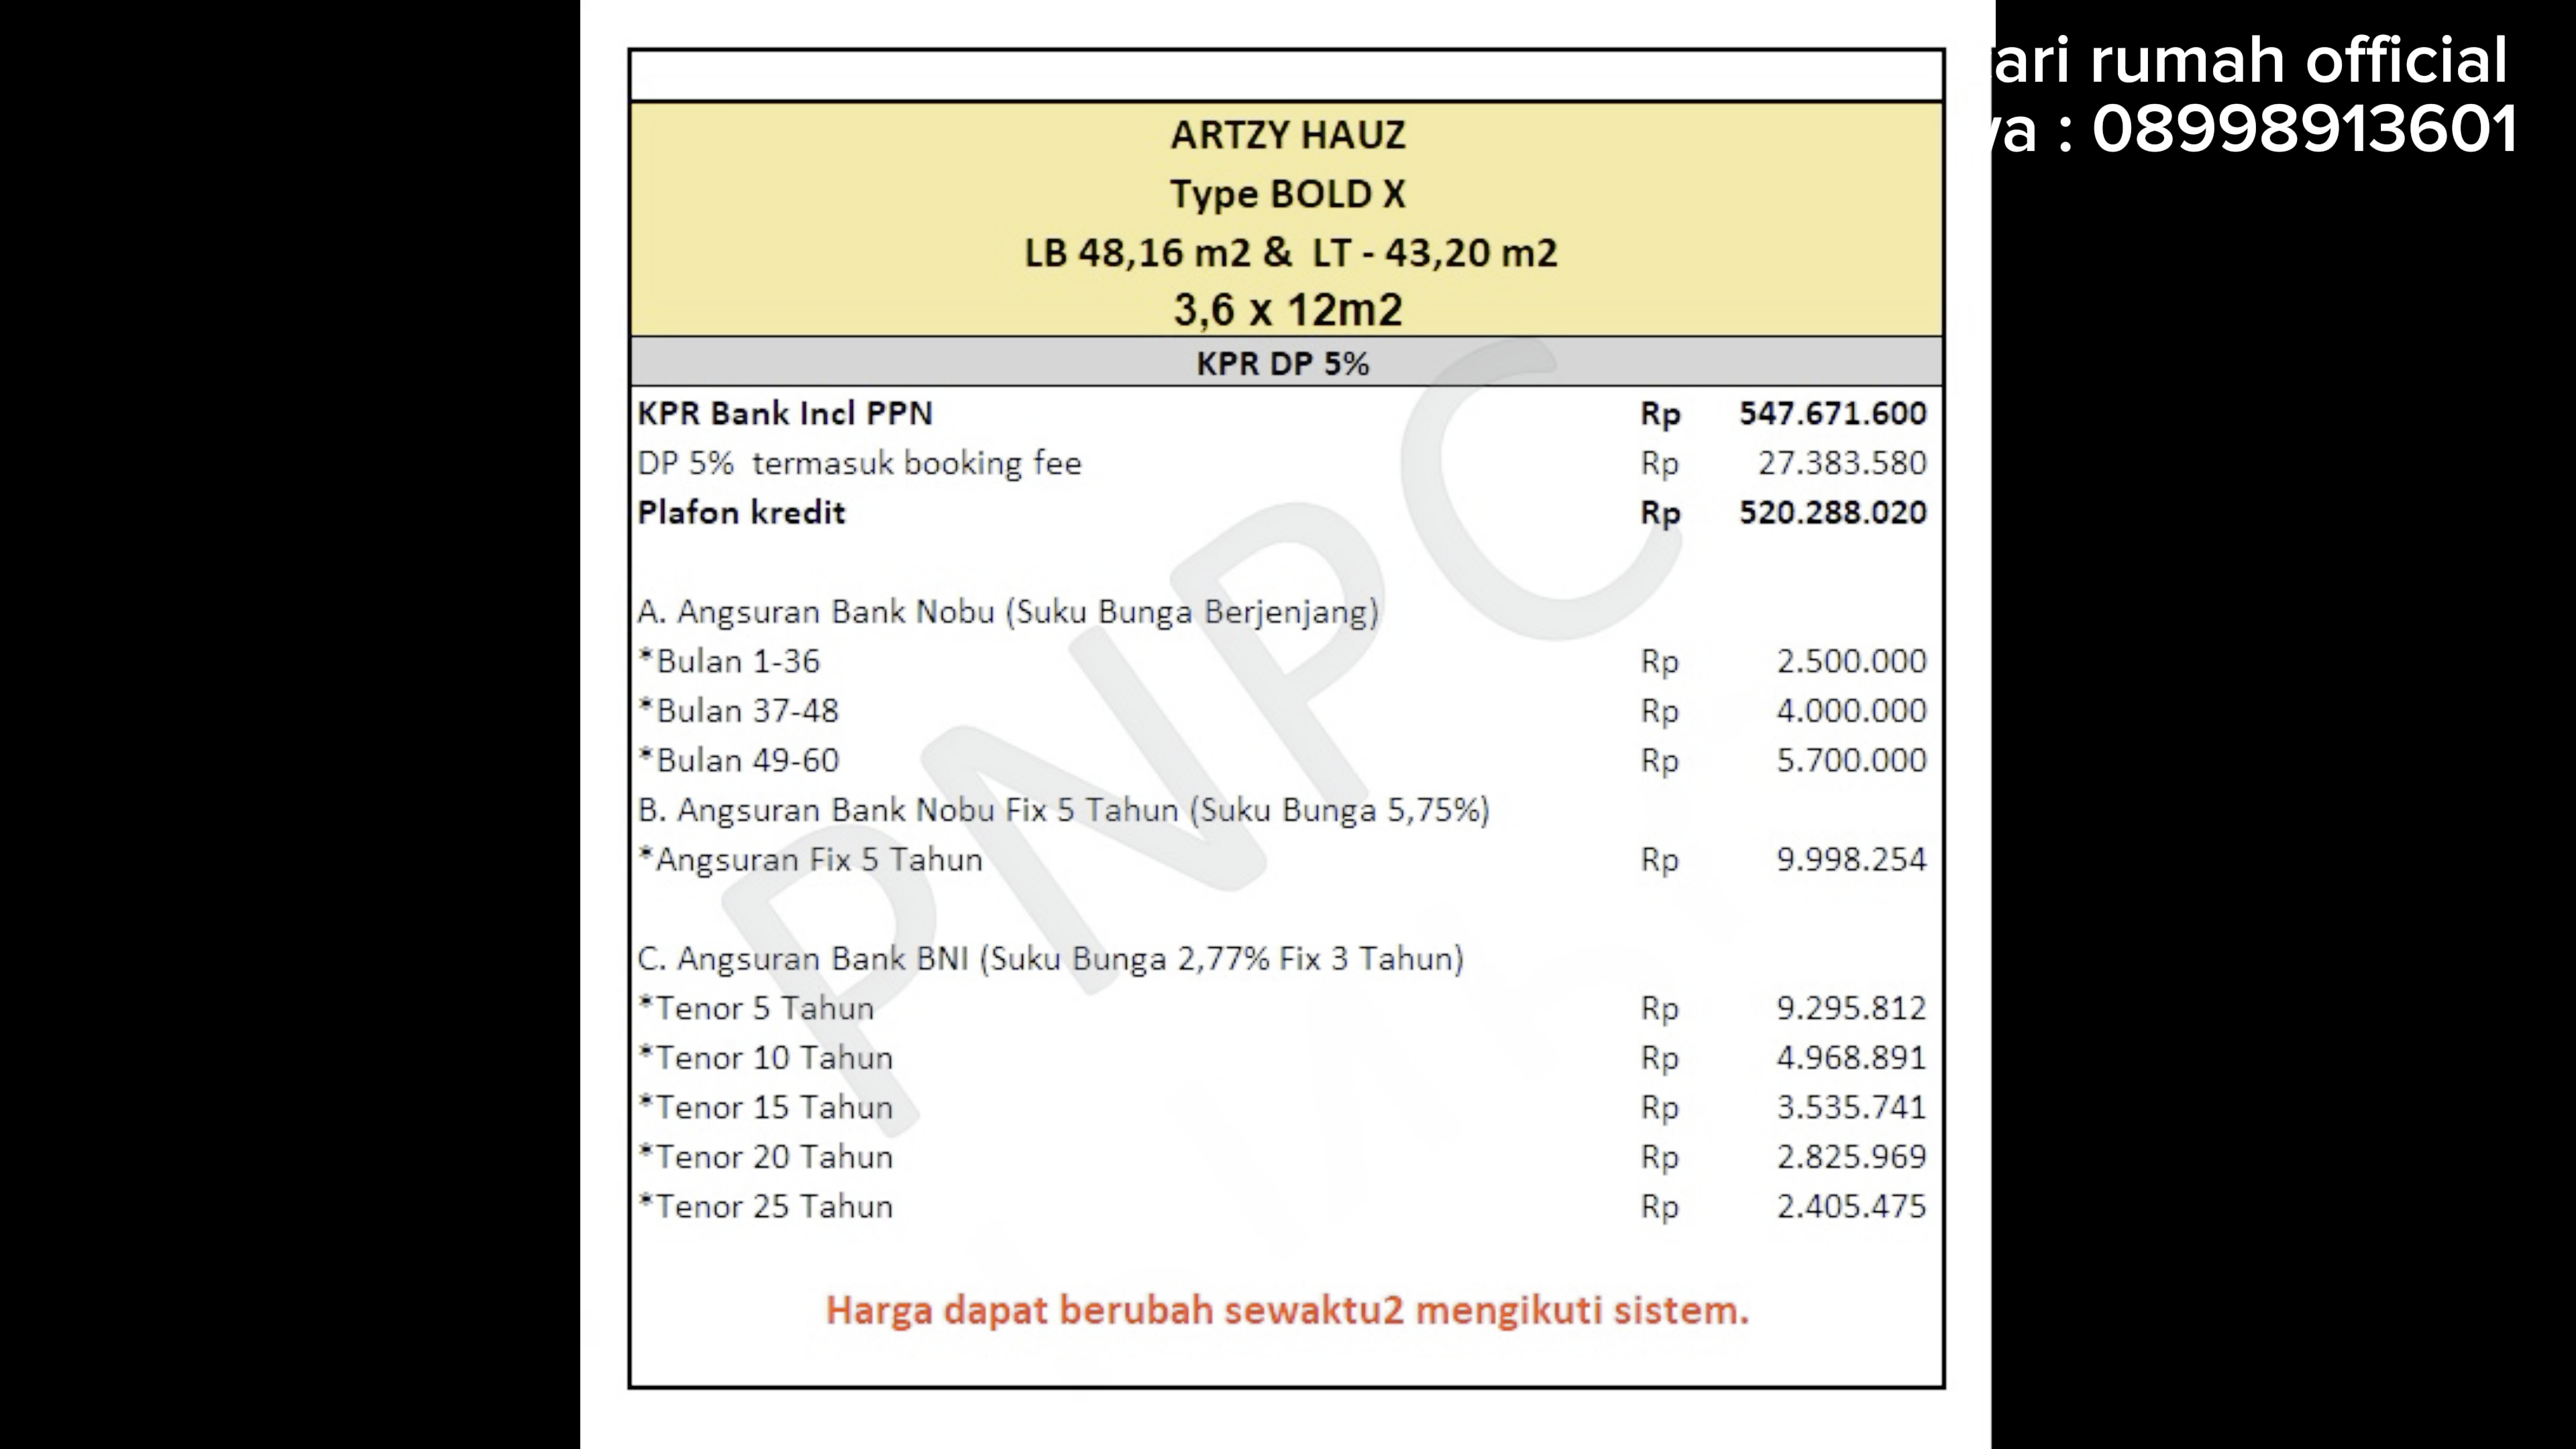 ari rumah official
a : 08998913601
ARTZY HAUZ
Type BOLD X
LB 48,16 m2 & LT - 43,20 m2
3,6 x 12m2
KPR DP 5%
KPR Bank Incl PPN Rp 547.671.600
DP 5% termasuk booking fee Rp 27.383.580
Plafon kredit Rp 520.288.020
A. Angsuran Bank Nobu (Suku Bunga Berjenjang)
*Bulan 1-36 Rp 2.500.000
*Bulan 37-48 Rp 4.000.000
*Bulan 49-60 Rp 5.700.000
B. Angsuran Bank Nobu Fix 5 Tahun (Suku Bunga 5,75%)
*Angsuran Fix 5 Tahun Rp 9.998.254
C. Angsuran Bank BNI (Suku Bunga 2,77% Fix 3 Tahun)
*Tenor 5 Tahun Rp 9.295.812
*Tenor 10 Tahun Rp 4.968.891
*Tenor 15 Tahun Rp 3.535.741
*Tenor 20 Tahun Rp 2.825.969
*Tenor 25 Tahun Rp 2.405.475
Harga dapat berubah sewaktu2 mengikuti sistem.
PNPC